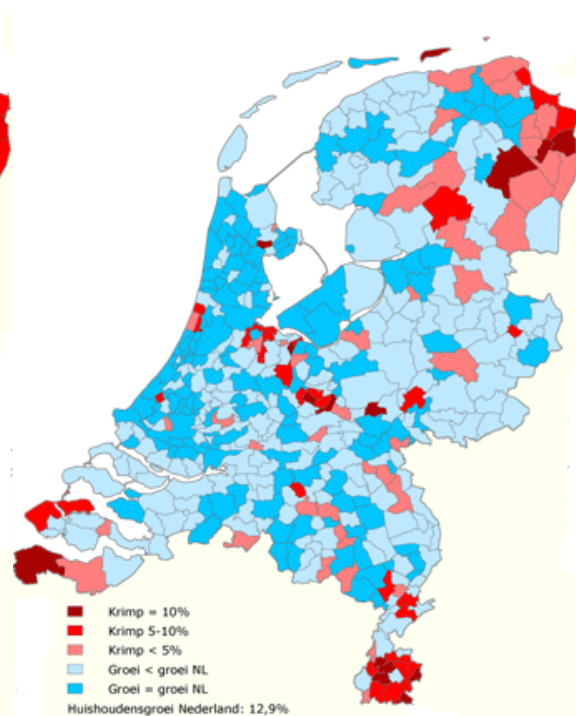 Krimp = 10%
Krimp 5-10%
Krimp < 5%
Groei < groei NL
Groei = groei NL
Huishoudensgroei Nederland: 12,9%